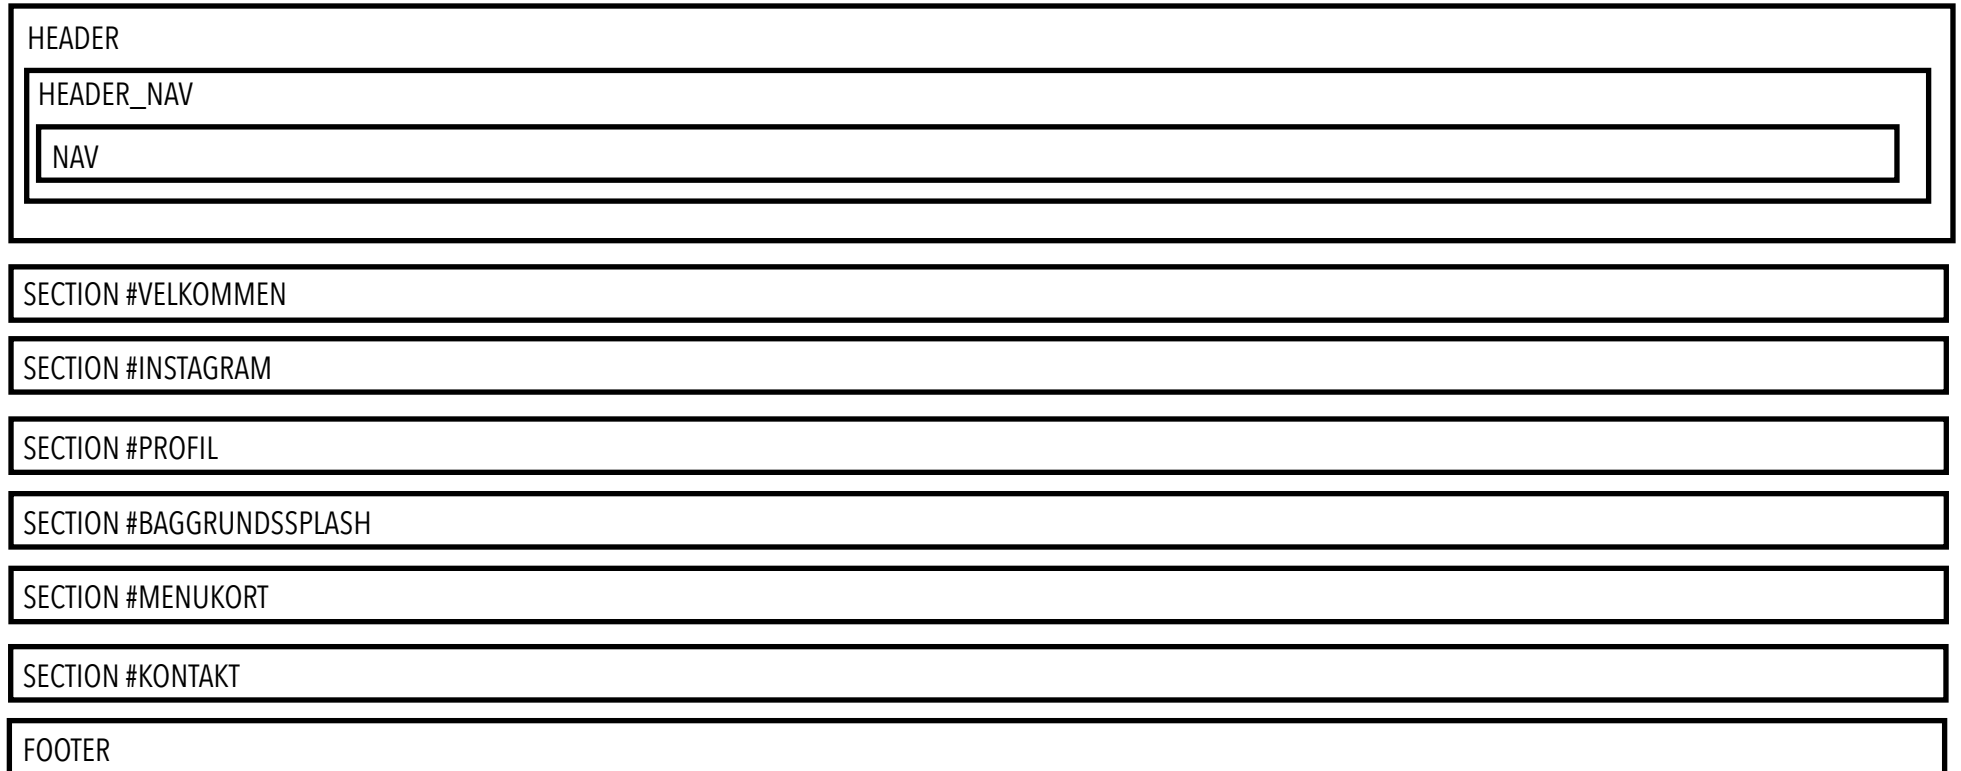 HEADER
HEADER_NAV
NAV
SECTION #VELKOMMEN
SECTION #INSTAGRAM
SECTION #PROFIL
SECTION #BAGGRUNDSSPLASH
SECTION #MENUKORT
SECTION #KONTAKT
FOOTER